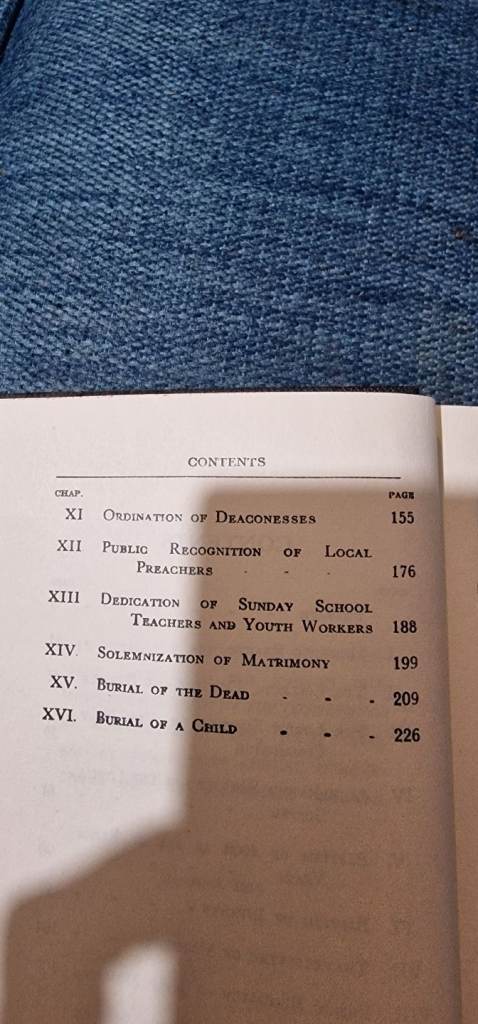 CONTENTS
CHAP. PAGE
XI ORDINATION OF DEACONESSES 155
XII PUBLIC RECOGNITION OF LOCAL
PREACHERS - - - 176
XIII DEDICATION OF SUNDAY SCHOOL
TEACHERS AND YOUTH WORKERS 188
XIV. SOLEMNIZATION OF MATRIMONY 199
XV. BURIAL OF THE DEAD - - - 209
XVI. BURIAL OF A CHILD - - - 226